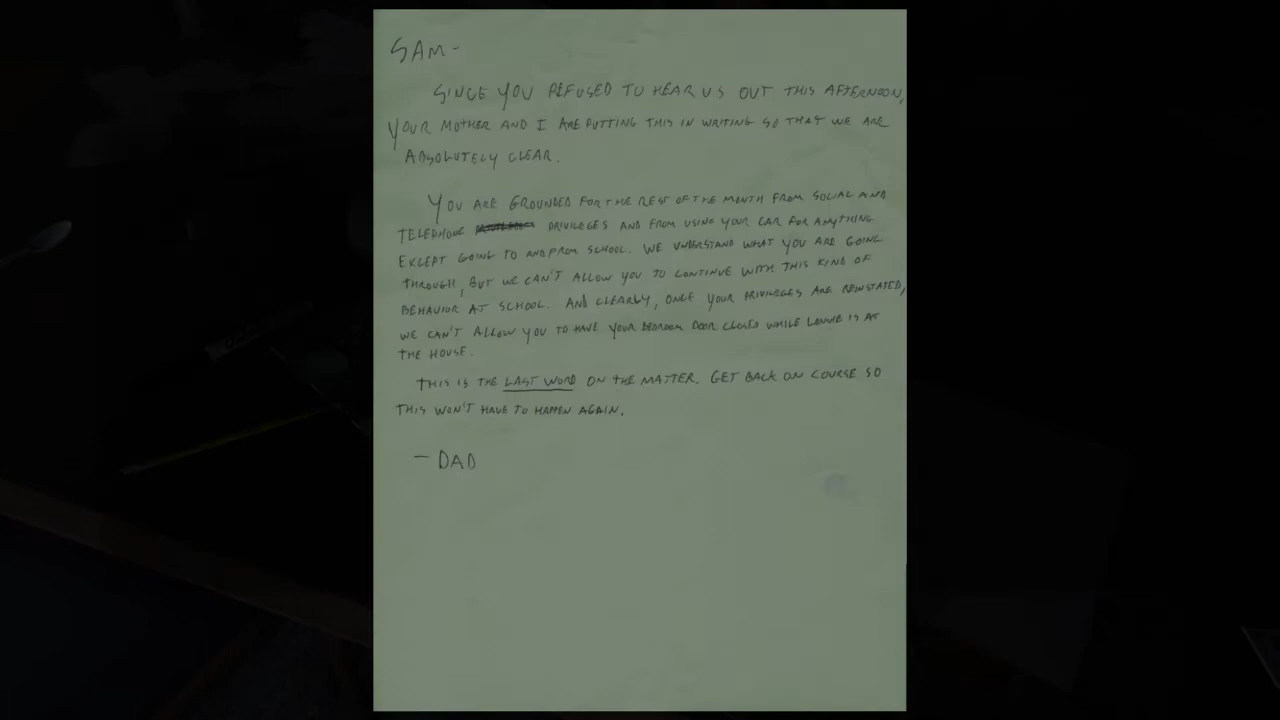 SAM-
SINCE YOU REFUSED TO HEAR US OUT THIS AFTERNOON,
YOUR MOTHER AND I ARE PUTTING THIS IN WRITING SO THAT WE ARE
ABSOLUTELY CLEAR.
YOU ARE GROUNDED FOR THE REST OF THE MONTH FROM SOCIAL AND
TELEPHONE PRIVILEGES AND FROM USING YOUR CAR FOR ANYTHING
EXCEPT GOING TO AND FROM SCHOOL. WE UNDERSTAND WHAT YOU ARE GOING
THROUGH, BUT WE CAN'T ALLOW YOU TO CONTINUE WITH THIS KIND OF
BEHAVIOR AT SCHOOL. AND CLEARLY, ONCE YOUR PRIVILEGES ARE REINSTATED,
WE CAN'T ALLOW YOU TO HAVE YOUR BEDROOM DOOR CLOSED WHILE LONNIE IS AT
THE HOUSE.
THIS IS THE LAST WORD ON THE MATTER. GET BACK ON COURSE SO
THIS WON'T HAVE TO HAPPEN AGAIN.
- DAD